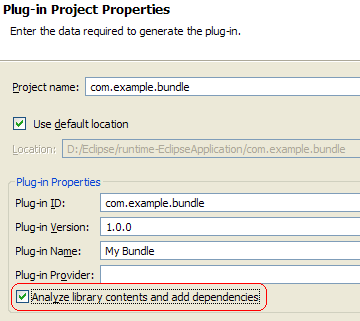 Plug-in Project Properties
Enter the data required to generate the plug-in.
Project name: com.example.bundle
Use default location
Location: D:/Eclipse/runtime-EclipseApplication/com.example.bundle
Plug-in Properties
Plug-in ID: com.example.bundle
Plug-in Version: 1.0.0
Plug-in Name: My Bundle
Plug-in Provider:
Analyze library contents and add dependencies